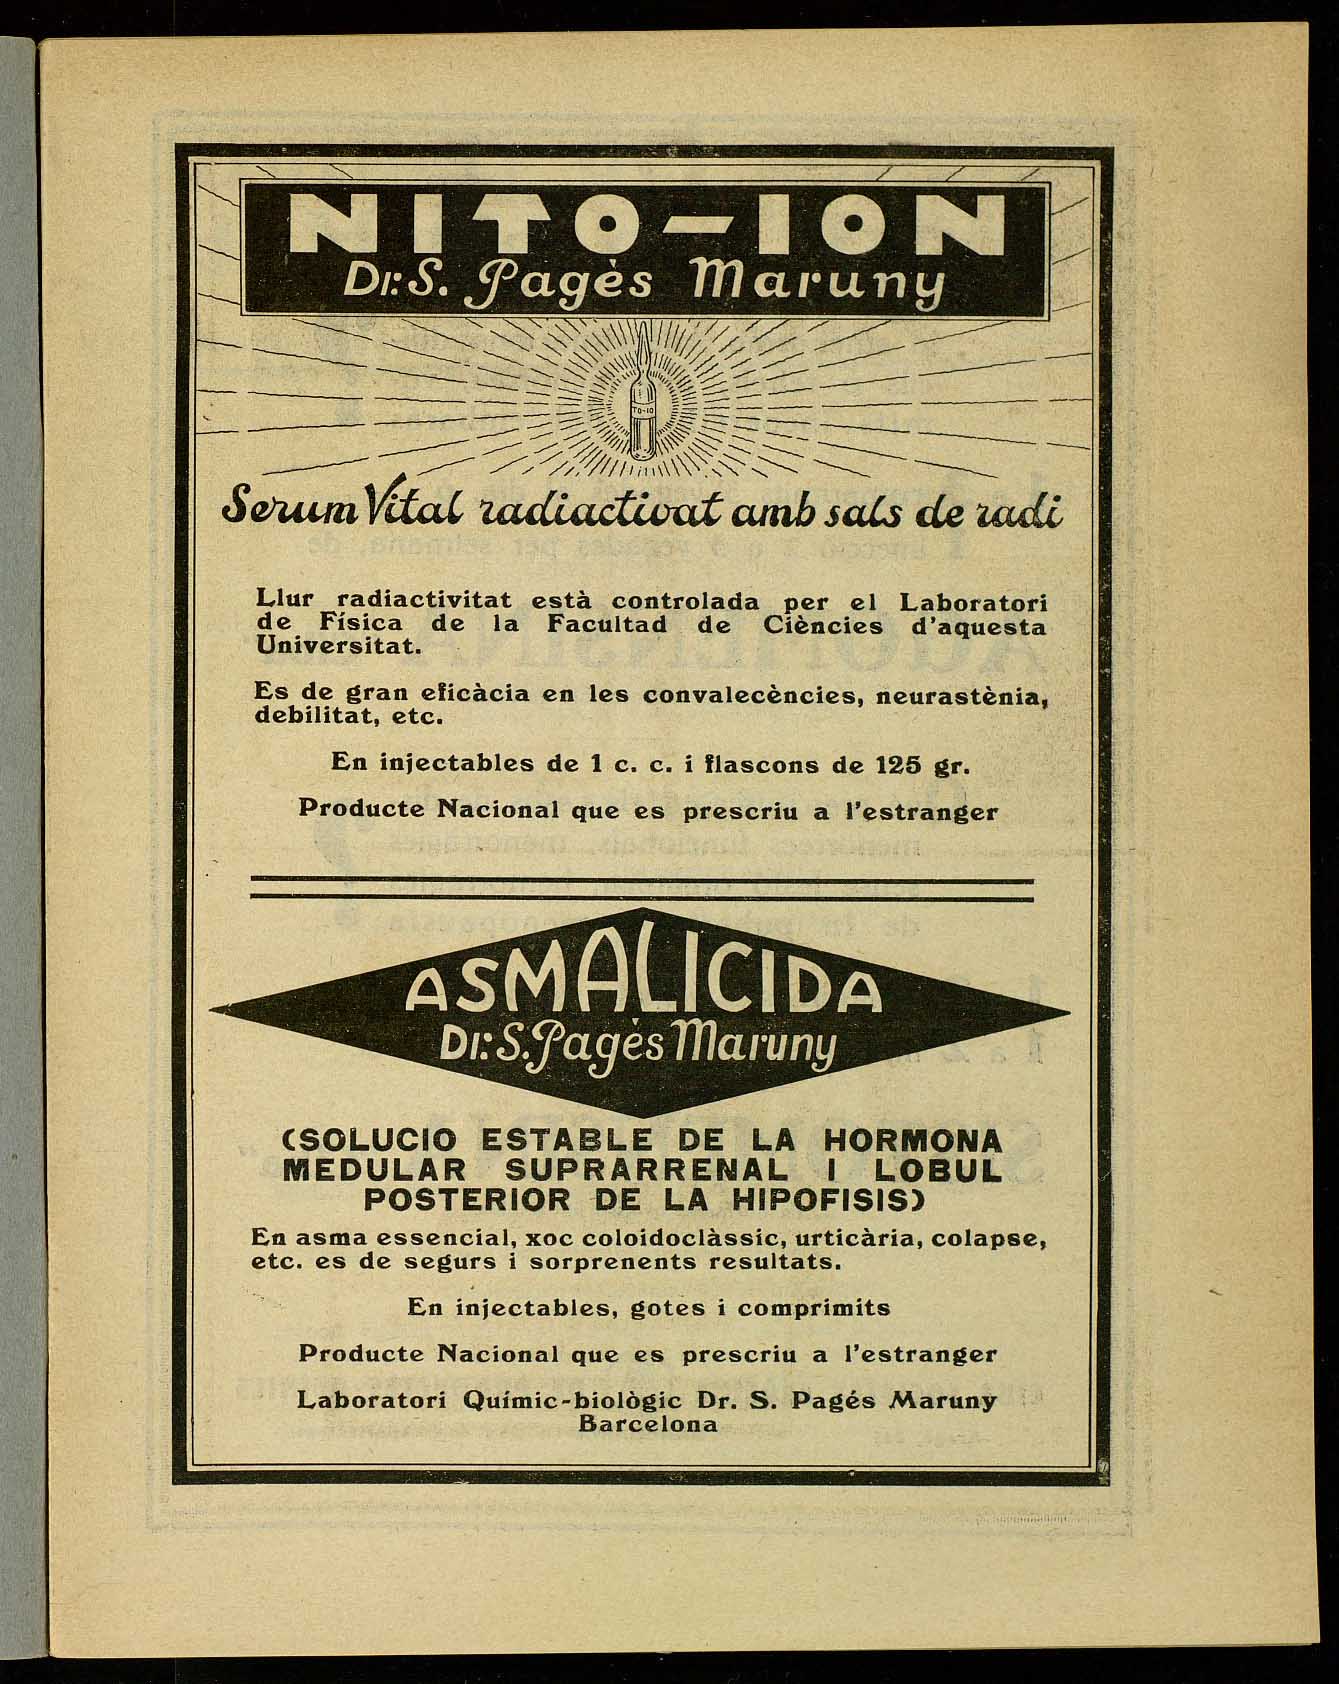 NITO-ION
Dr. S. Pagès Maruny
TO-IO
Serum Vital radiactivat amb sals de radi
Llur radiactivitat està controlada per el Laboratori
de Física de la Facultad de Ciències d'aquesta
Universitat.
Es de gran eficàcia en les convalecències, neurastènia,
debilitat, etc.
En injectables de 1 c. c. i flascons de 125 gr.
Producte Nacional que es prescriu a l'estranger
ASMALICIDA
Dr. S. Pagès Maruny
(SOLUCIO ESTABLE DE LA HORMONA
MEDULAR SUPRARRENAL I LOBUL
POSTERIOR DE LA HIPOFISIS)
En asma essencial, xoc coloidoclàssic, urticària, colapse,
etc. es de segurs i sorprenents resultats.
En injectables, gotes i comprimits
Producte Nacional que es prescriu a l'estranger
Laboratori Químic-biològic Dr. S. Pagés Maruny
Barcelona